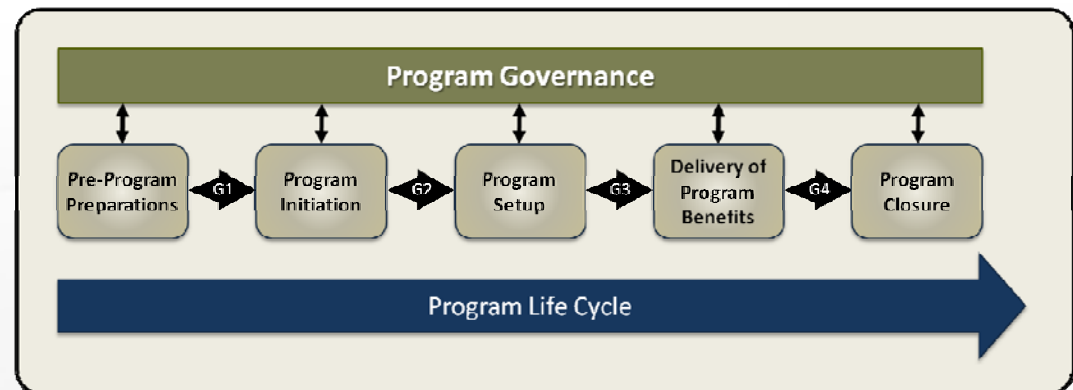 Program Governance
Pre-Program
Preparations
G1
Program
Initiation
G2
Program
Setup
G3
Delivery of
Program
Benefits
G4
Program
Closure
Program Life Cycle